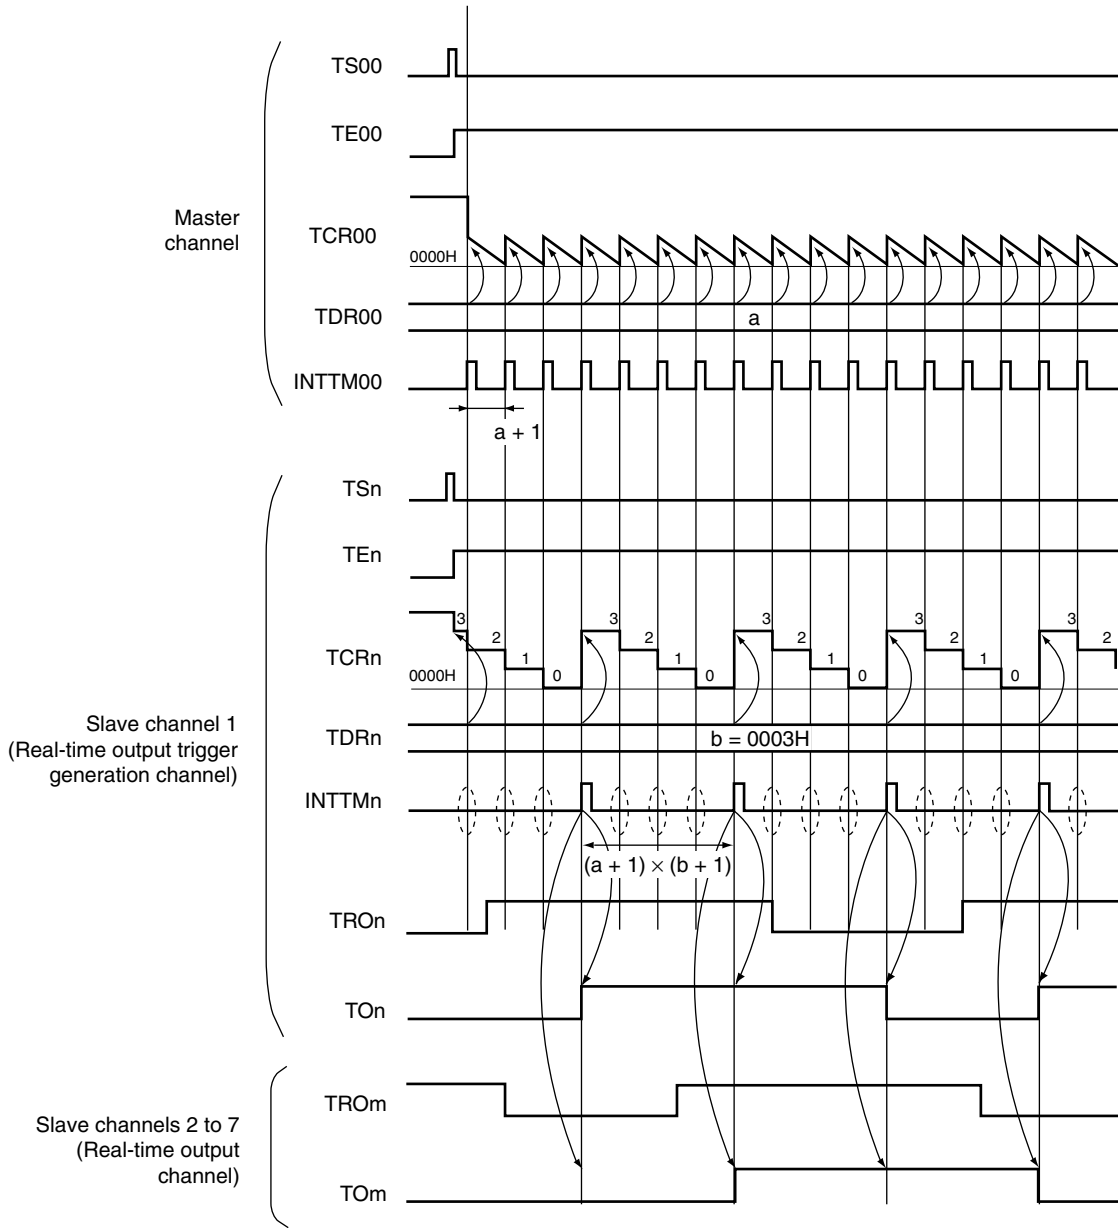 TS00
TE00
Master
channel
TCR00
0000H
TDR00
a
INTTM00
a + 1
TSn
TEn
3 2 1 0 3 2 1 0 3 2 1 0 3 2 1 0 3 2
TCRn
0000H
Slave channel 1
(Real-time output trigger
generation channel)
TDRn
b = 0003H
INTTMn
(a + 1) × (b + 1)
TROn
TOn
TROm
Slave channels 2 to 7
(Real-time output
channel)
TOm